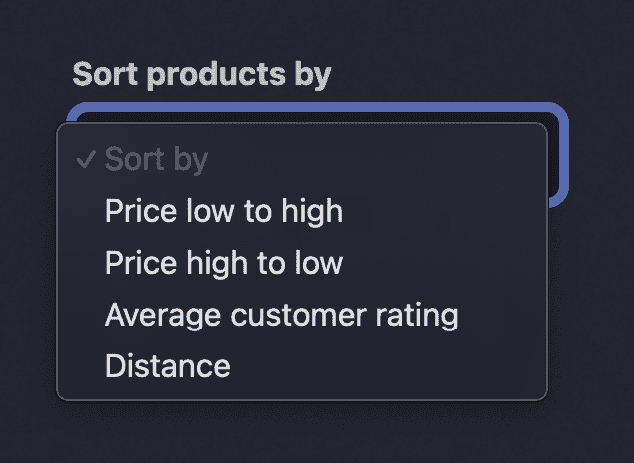 Sort products by
✓ Sort by
Price low to high
Price high to low
Average customer rating
Distance